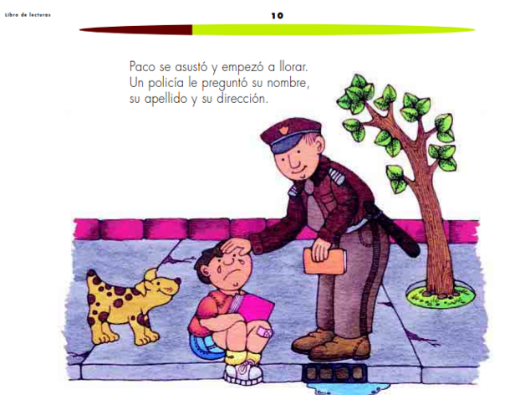 Libro de lecturas
10
Paco se asustó y empezó a llorar.
Un policía le preguntó su nombre,
su apellido y su dirección.